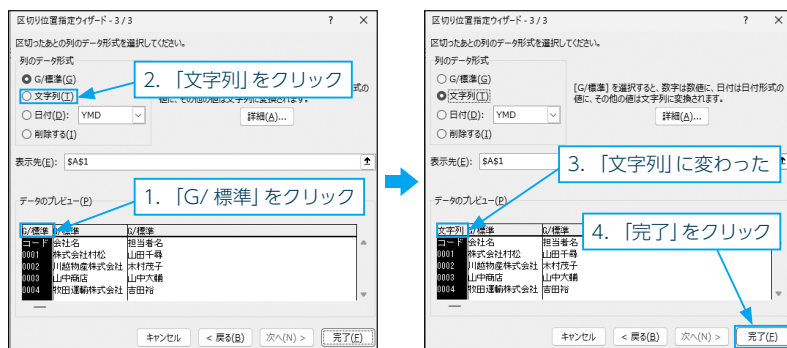 区切り位置指定ウィザード - 3 / 3
? ×
区切ったあとの列のデータ形式を選択してください。
列のデータ形式
G/標準(G)
文字列(T)
日付(D): YMD
削除する(I)
2. 「文字列」をクリック
式の
値に、その他の値は文字列に変換されます。
詳細(A)...
表示先(E): $A$1
データのプレビュー(P)
1. 「G/ 標準」をクリック
G/標準 G/標準 G/標準
コード 会社名 担当者名
0001 株式会社村松 山田千尋
0002 川越物産株式会社 木村茂子
0003 山中商店 山中大輔
0004 牧田運輸株式会社 吉田裕
キャンセル < 戻る(B) 次へ(N) > 完了(F)
区切り位置指定ウィザード - 3 / 3
? ×
区切ったあとの列のデータ形式を選択してください。
列のデータ形式
G/標準(G)
文字列(T)
日付(D): YMD
削除する(I)
[G/標準] を選択すると、数字は数値に、日付は日付形式の
値に、その他の値は文字列に変換されます。
詳細(A)...
表示先(E): $A$1
3. 「文字列」に変わった
データのプレビュー(P)
文字列 G/標準 G/標準
コード 会社名 担当者名
0001 株式会社村松 山田千尋
0002 川越物産株式会社 木村茂子
0003 山中商店 山中大輔
0004 牧田運輸株式会社 吉田裕
4. 「完了」をクリック
キャンセル < 戻る(B) 次へ(N) > 完了(F)